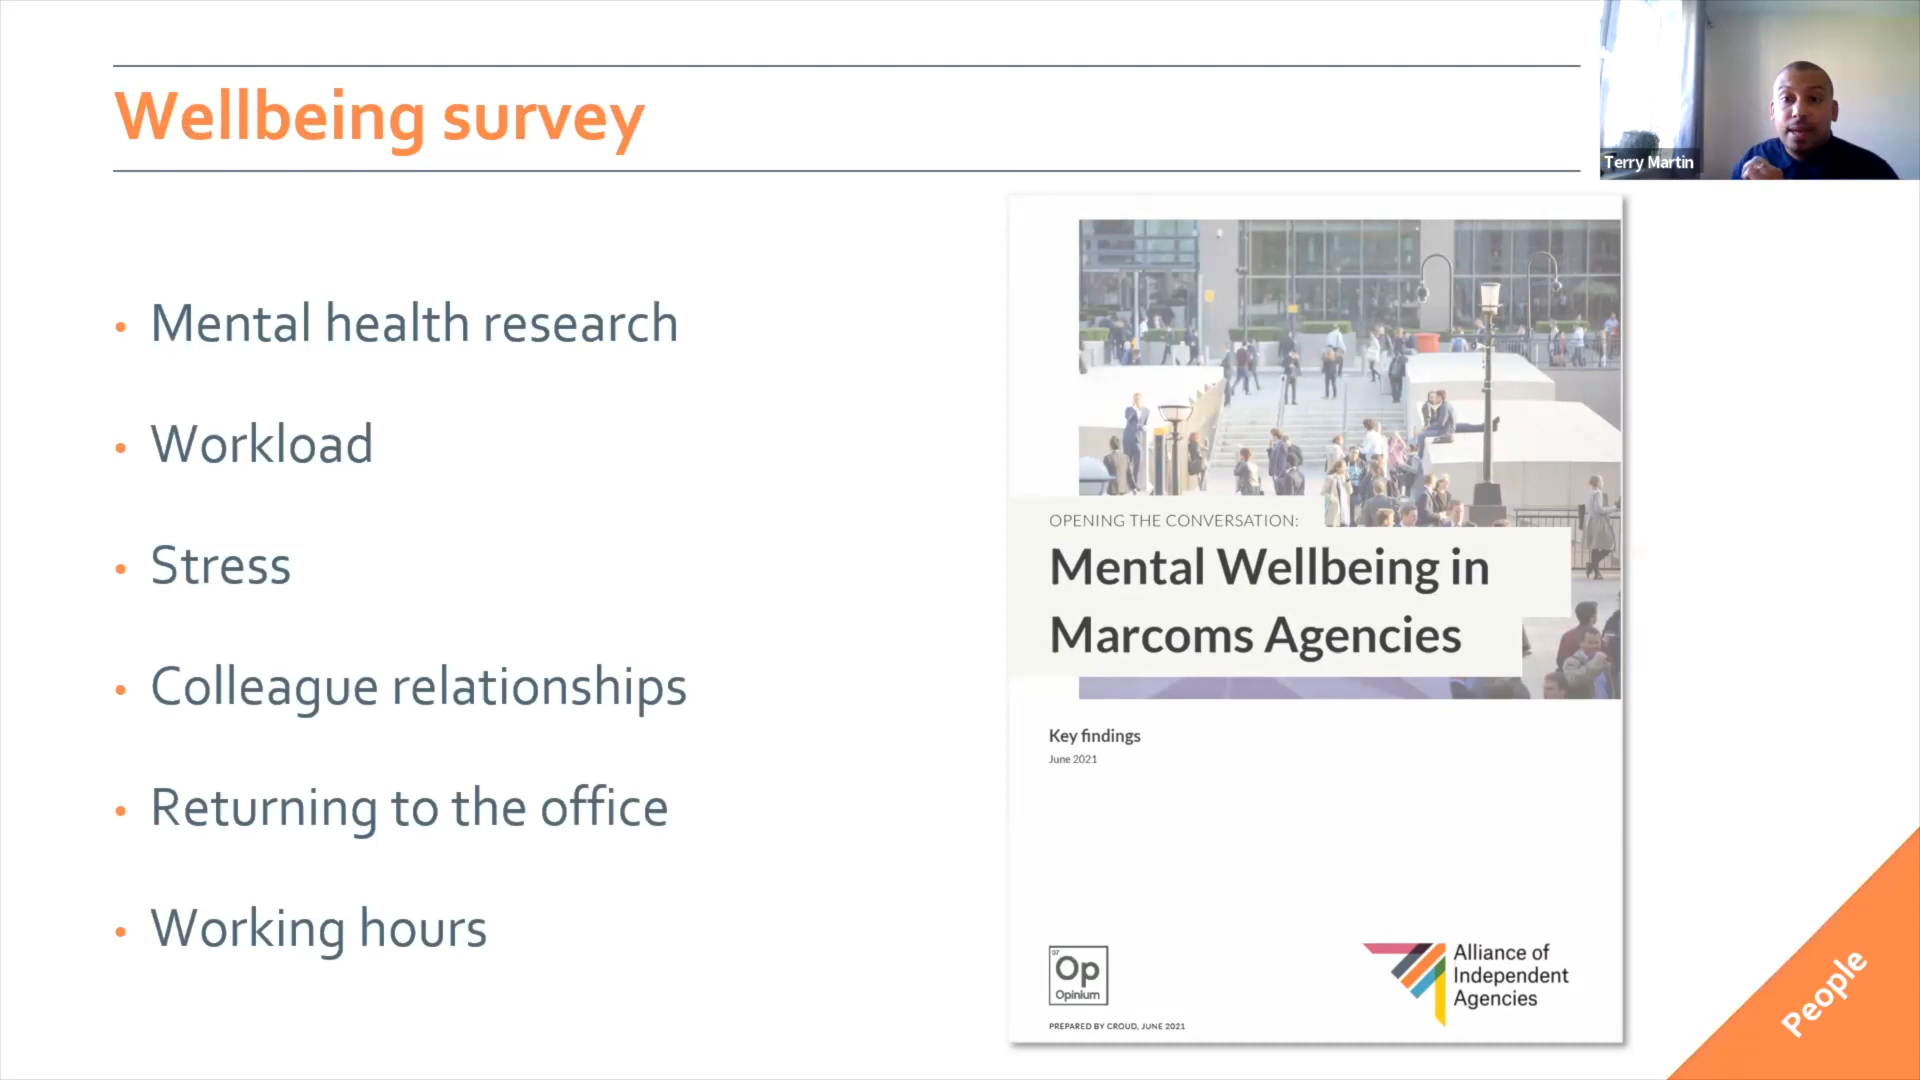 Wellbeing survey
Terry Martin
• Mental health research
• Workload
• Stress
• Colleague relationships
• Returning to the office
• Working hours
OPENING THE CONVERSATION:
Mental Wellbeing in
Marcoms Agencies
Key findings
June 2021
97
Op
Opinium
PREPARED BY CROUD, JUNE 2021
Alliance of
Independent
Agencies
People